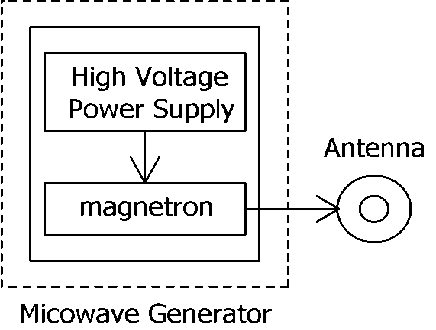 High Voltage
Power Supply
Antenna
magnetron
Micowave Generator